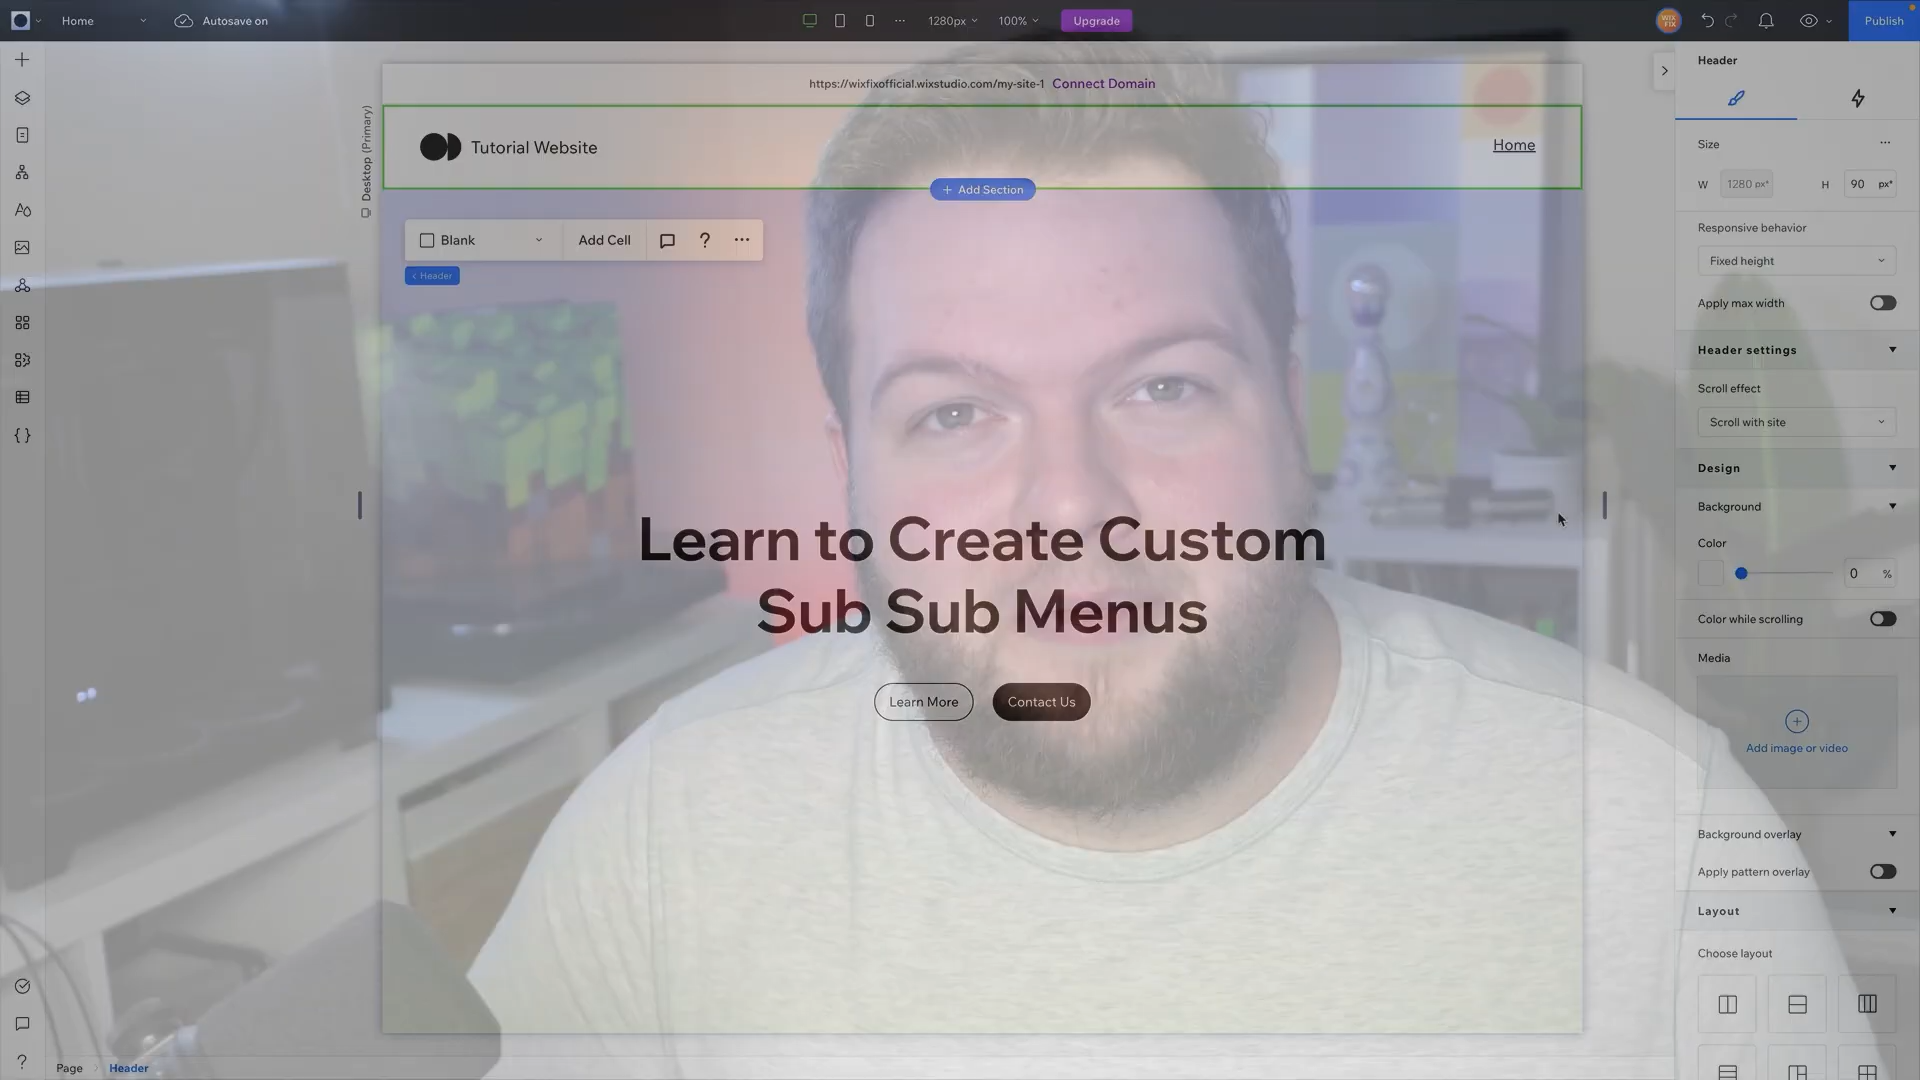 Home
Autosave on
1280px
100%
Upgrade
WIX
FIX
Publish
https://wixfixofficial.wixstudio.com/my-site-1 Connect Domain
Desktop (Primary)
Tutorial Website
Home
+ Add Section
Blank
Add Cell
?
< Header
Learn to Create Custom
Sub Sub Menus
Learn More
Contact Us
Header
Size
W 1280 px*
H 90 px*
Responsive behavior
Fixed height
Apply max width
Header settings
Scroll effect
Scroll with site
Design
Background
Color
0 %
Color while scrolling
Media
Add image or video
Background overlay
Apply pattern overlay
Layout
Choose layout
Page
Header